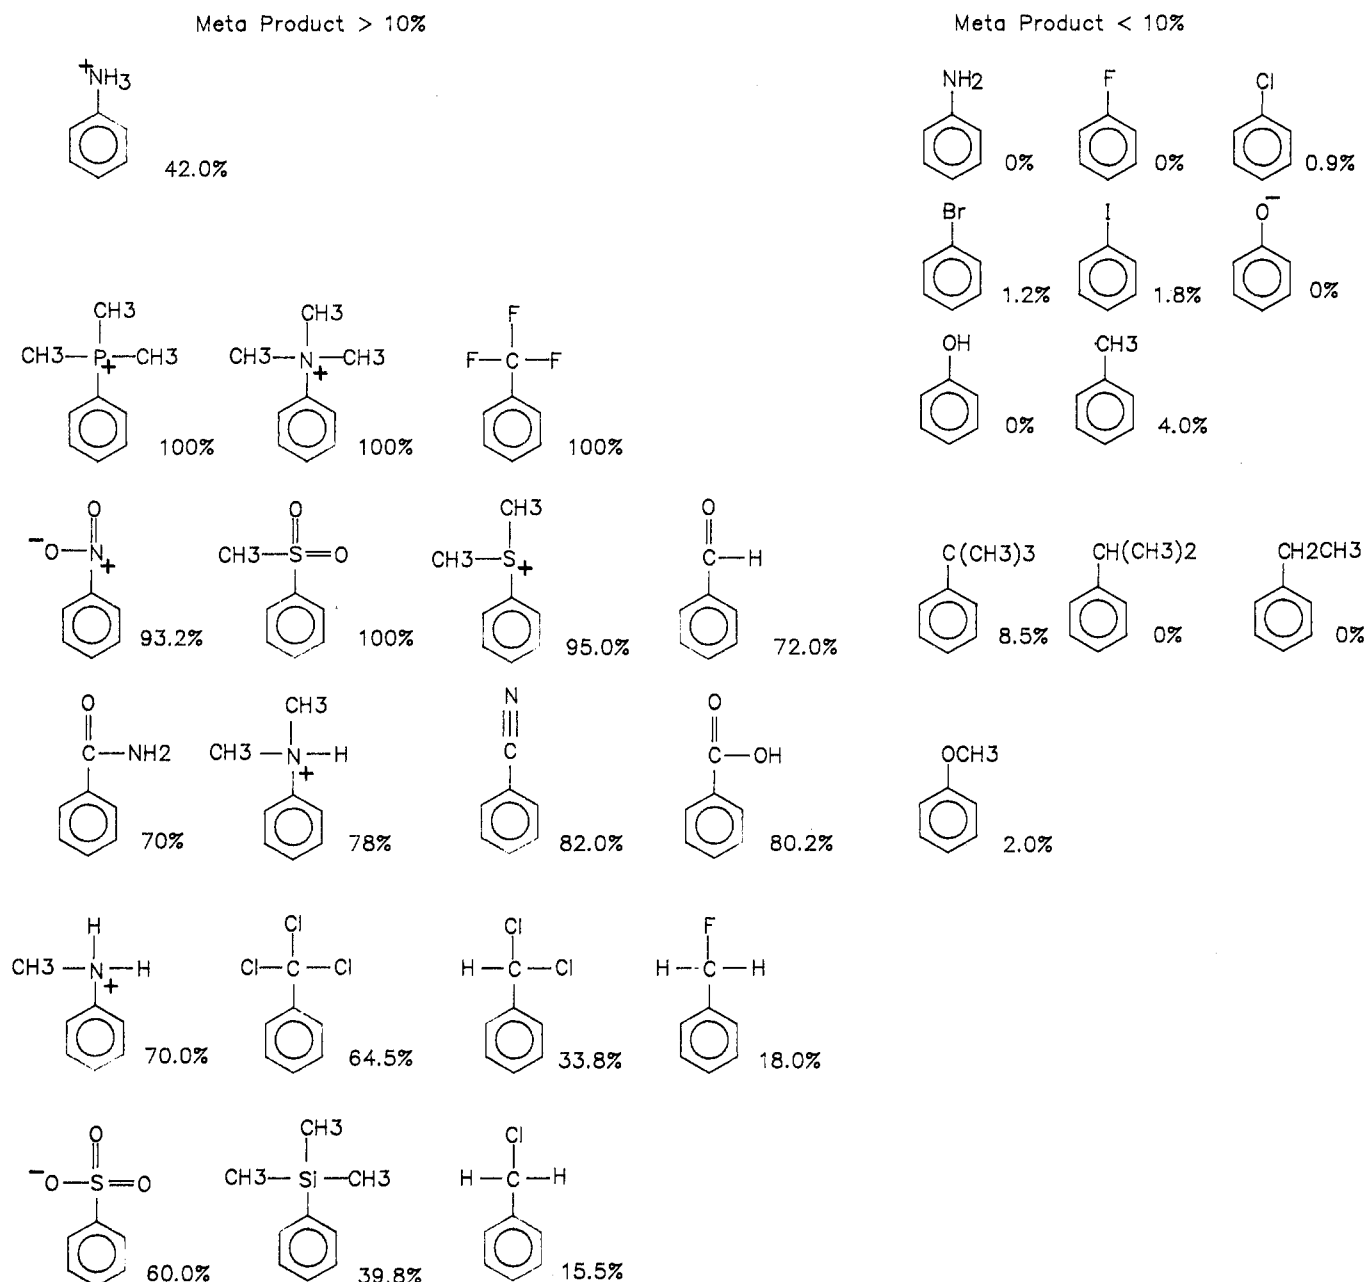 Meta Product > 10%
Meta Product < 10%
+NH3
NH2
F
Cl
42.0%
0%
0%
0.9%
Br
I
O−
1.2%
1.8%
0%
CH3
CH3
F
CH3—P—CH3
+
CH3—N—CH3
+
F—C—F
OH
CH3
100%
100%
100%
0%
4.0%
O
O
CH3
O
−O—N
+
CH3—S=O
CH3—S
+
C—H
C(CH3)3
CH(CH3)2
CH2CH3
93.2%
100%
95.0%
72.0%
8.5%
0%
0%
O
CH3
N
O
C—NH2
CH3—N—H
+
C
C—OH
OCH3
70%
78%
82.0%
80.2%
2.0%
H
Cl
Cl
F
CH3—N—H
+
Cl—C—Cl
H—C—Cl
H—C—H
70.0%
64.5%
33.8%
18.0%
O
CH3
Cl
−O—S=O
CH3—Si—CH3
H—C—H
60.0%
39.8%
15.5%